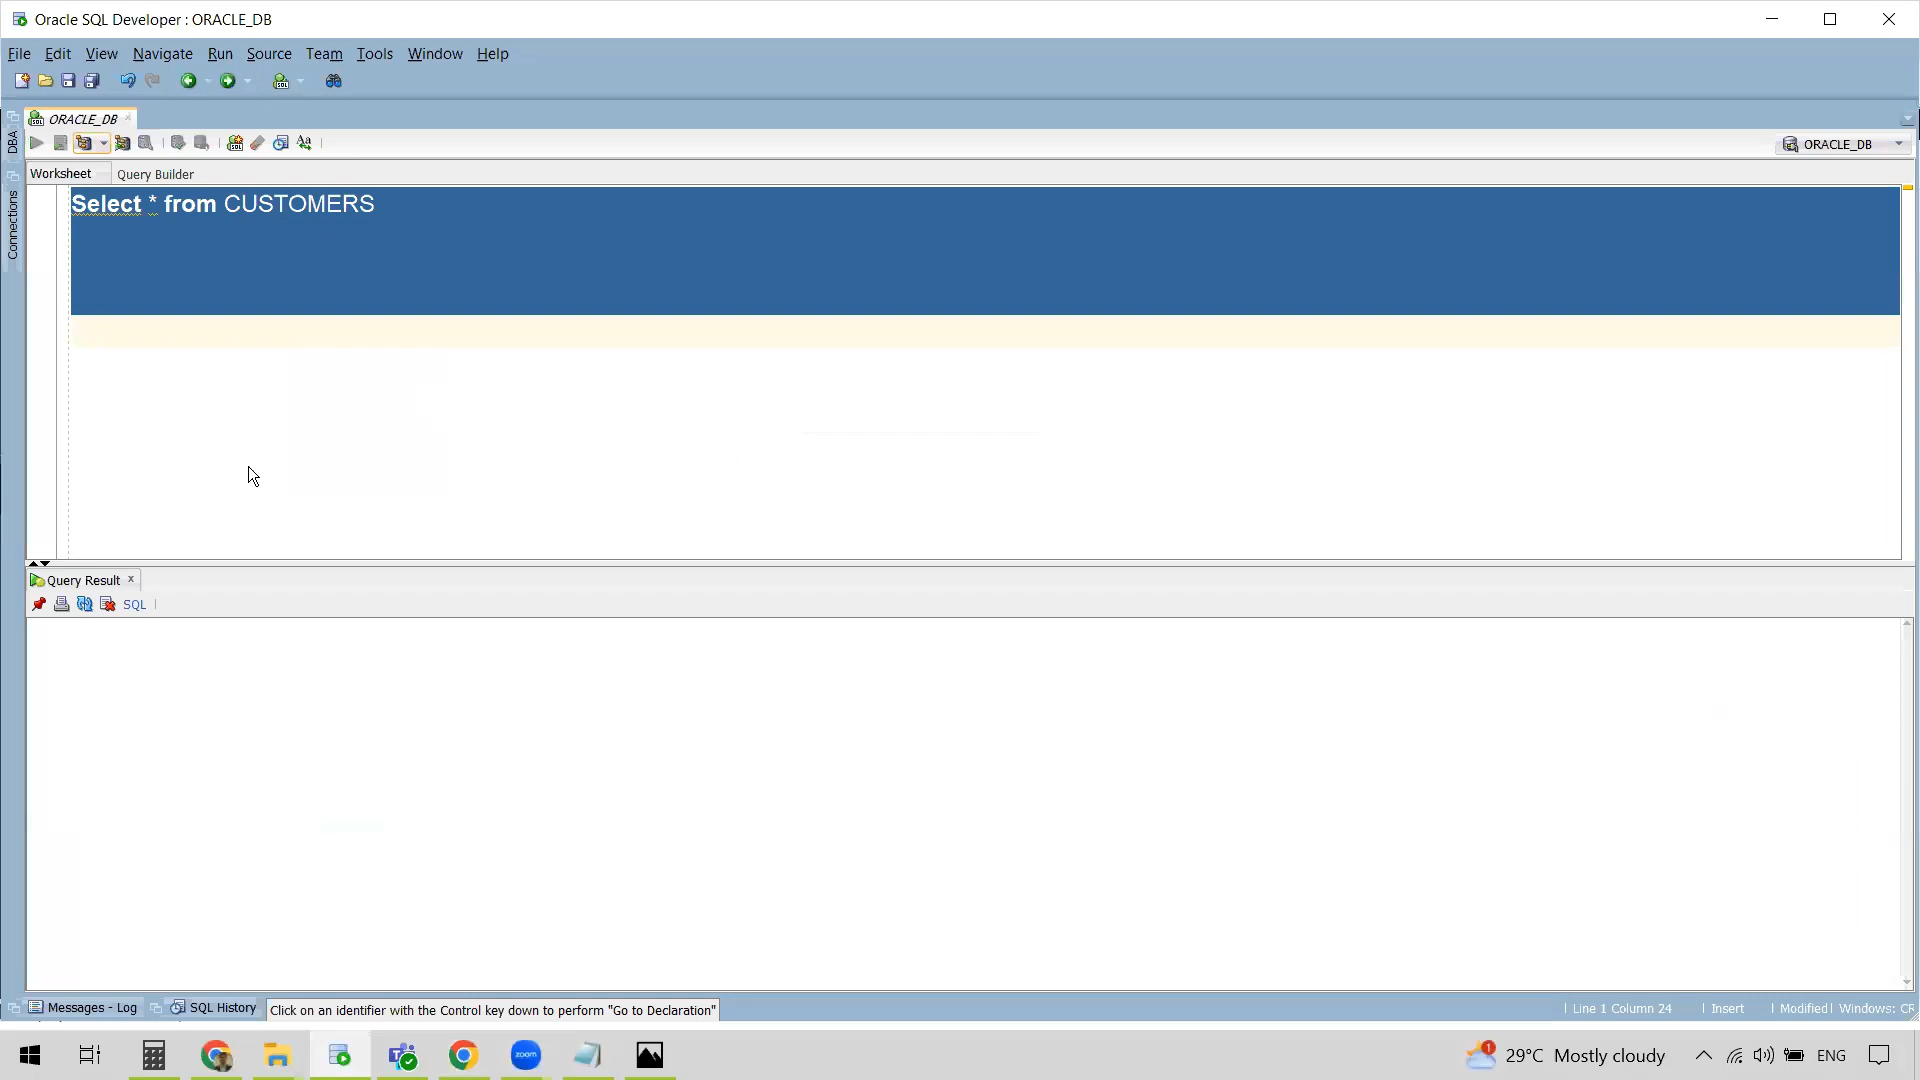 Oracle SQL Developer : ORACLE_DB
File Edit View Navigate Run Source Team Tools Window Help
ORACLE_DB
ORACLE_DB
Worksheet Query Builder
Select * from CUSTOMERS
DBA
Connections
Query Result
SQL
Messages - Log SQL History Click on an identifier with the Control key down to perform "Go to Declaration" Line 1 Column 24 Insert Modified Windows: CR
zoom
1 29°C Mostly cloudy ENG